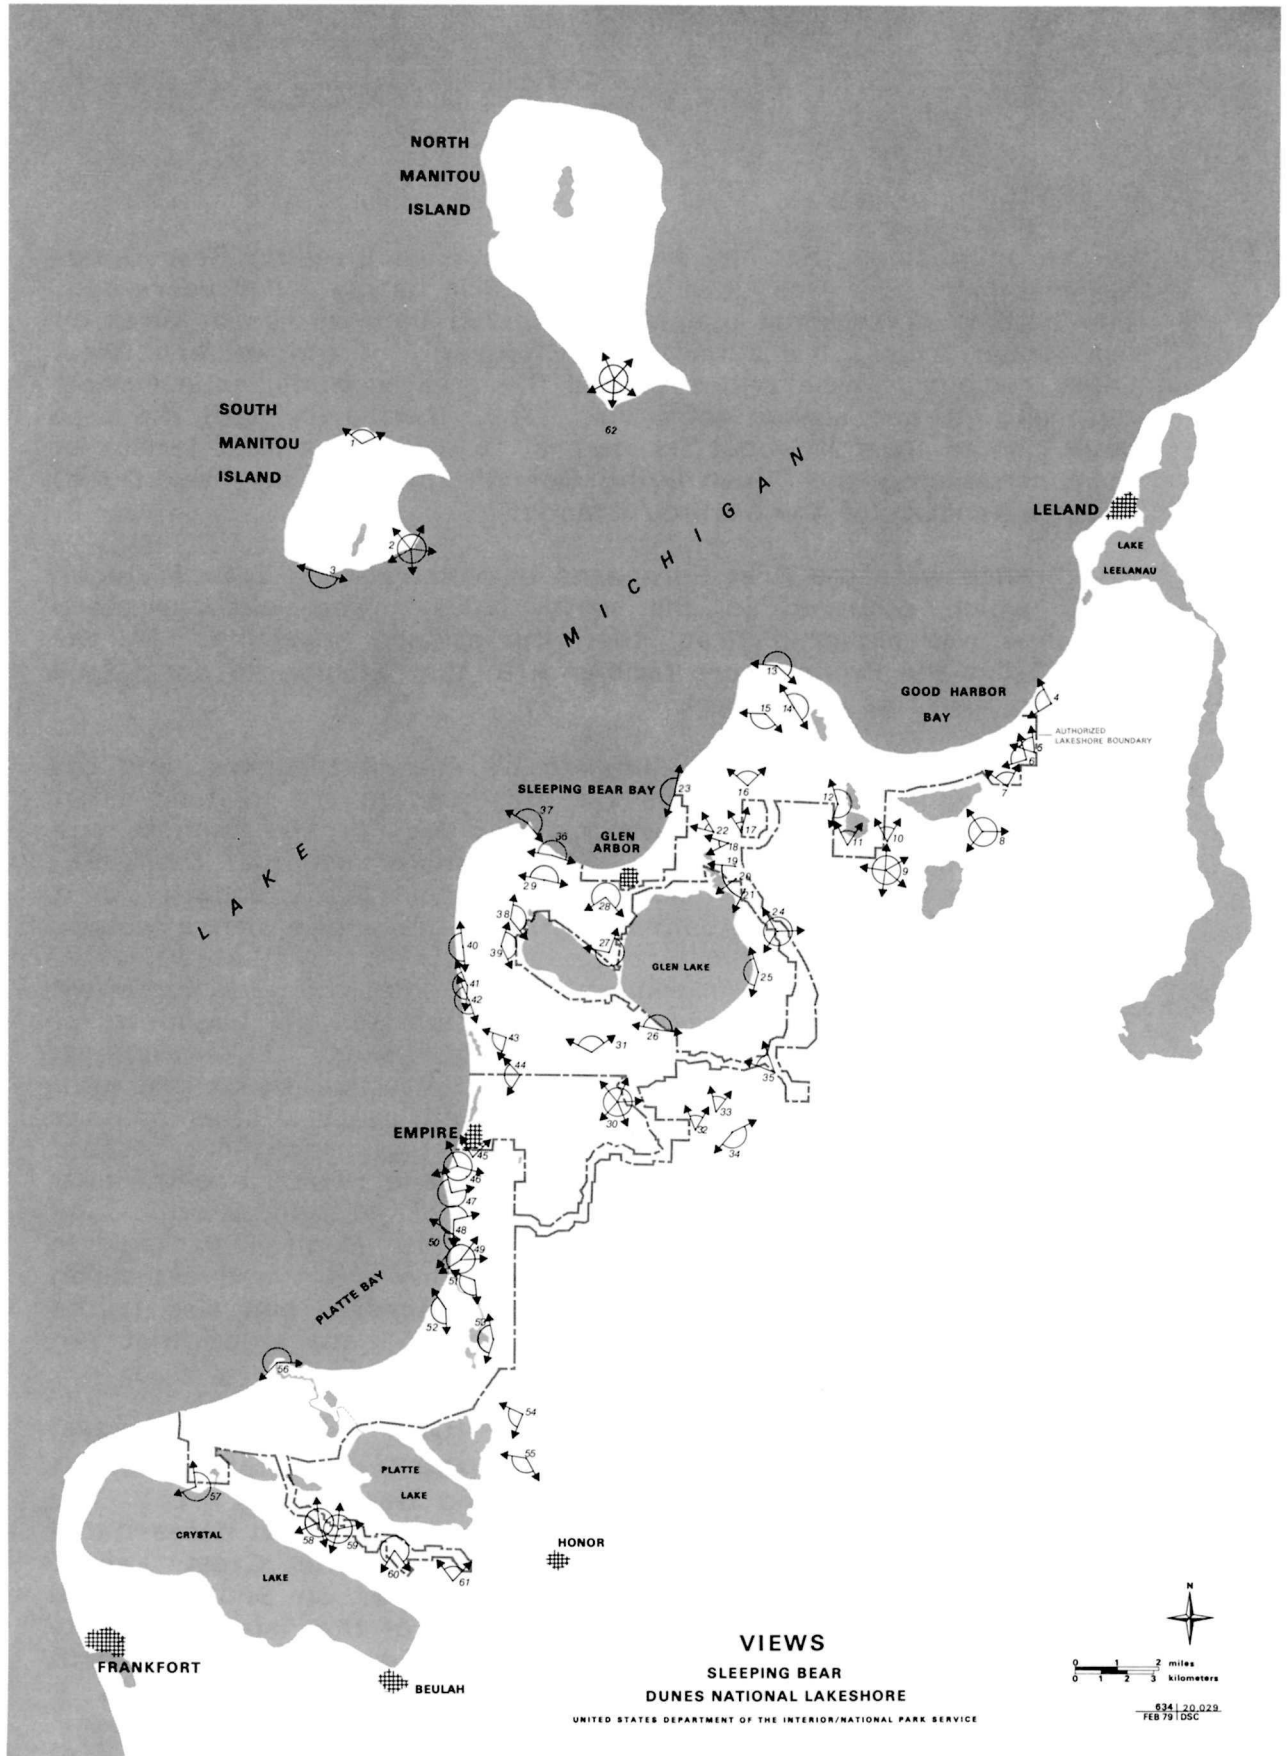 NORTH
MANITOU
ISLAND
62
SOUTH
MANITOU
ISLAND
1
2
3
LAKE MICHIGAN
LELAND
LAKE
LEELANAU
GOOD HARBOR
BAY
4
AUTHORIZED
LAKESHORE BOUNDARY
5
6
7
8
9
10
11
12
13
14
15
16
17
18
19
20
21
22
23
SLEEPING BEAR BAY
GLEN
ARBOR
37
36
29
28
38
39
27
GLEN LAKE
24
25
26
40
41
42
43
44
31
30
32
33
34
35
EMPIRE
45
46
47
48
49
50
51
52
53
PLATTE BAY
56
54
55
PLATTE
LAKE
57
CRYSTAL
LAKE
58
59
60
61
HONOR
FRANKFORT
BEULAH
VIEWS
SLEEPING BEAR
DUNES NATIONAL LAKESHORE
UNITED STATES DEPARTMENT OF THE INTERIOR/NATIONAL PARK SERVICE
N
0 1 2 miles
0 1 2 3 kilometers
634 | 20,029
FEB 79 | DSC